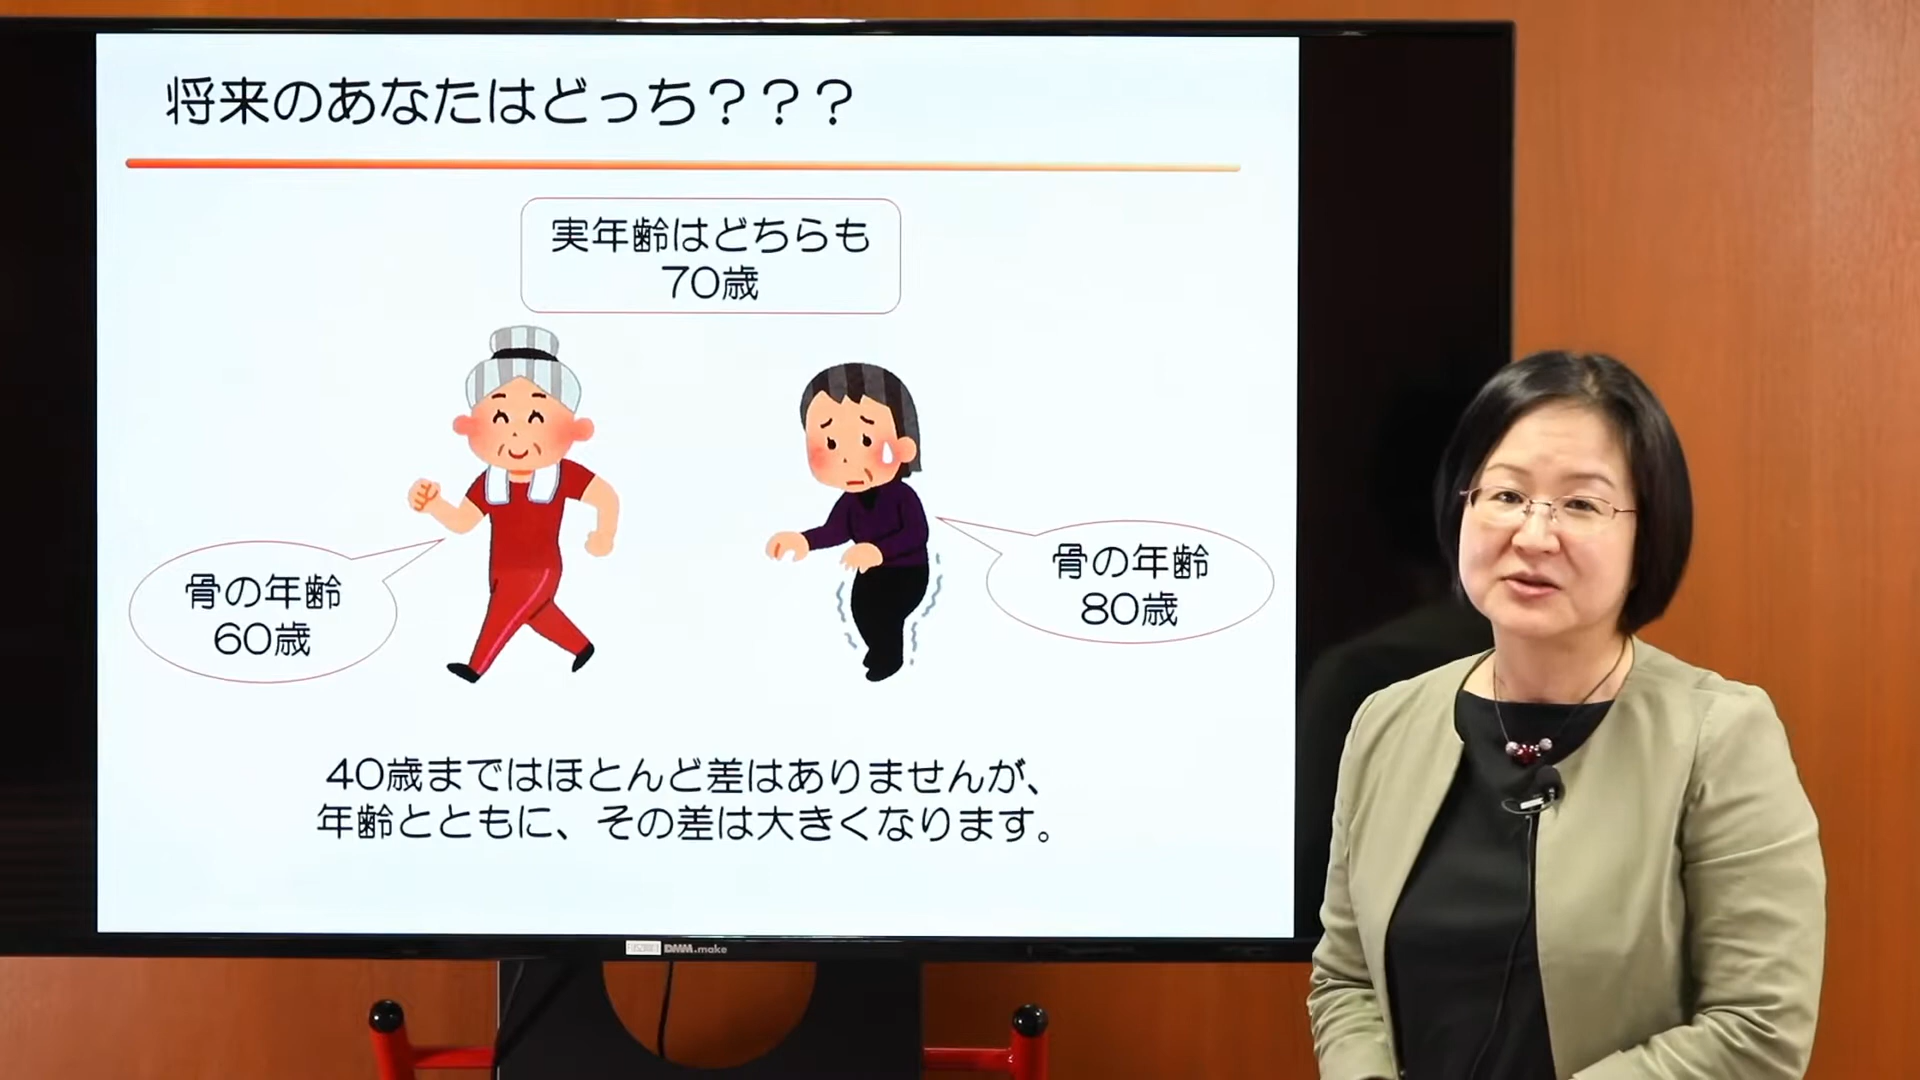 将来のあなたはどっち？？？
実年齢はどちらも
70歳
骨の年齢
60歳
骨の年齢
80歳
40歳まではほとんど差はありませんが、
年齢とともに、その差は大きくなります。
DMM.make